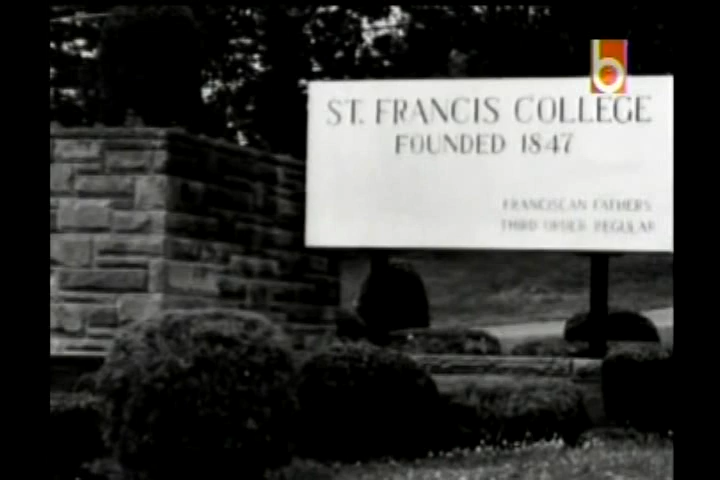 b
ST. FRANCIS COLLEGE
FOUNDED 1847
FRANCISCAN FATHERS
THIRD ORDER REGULAR